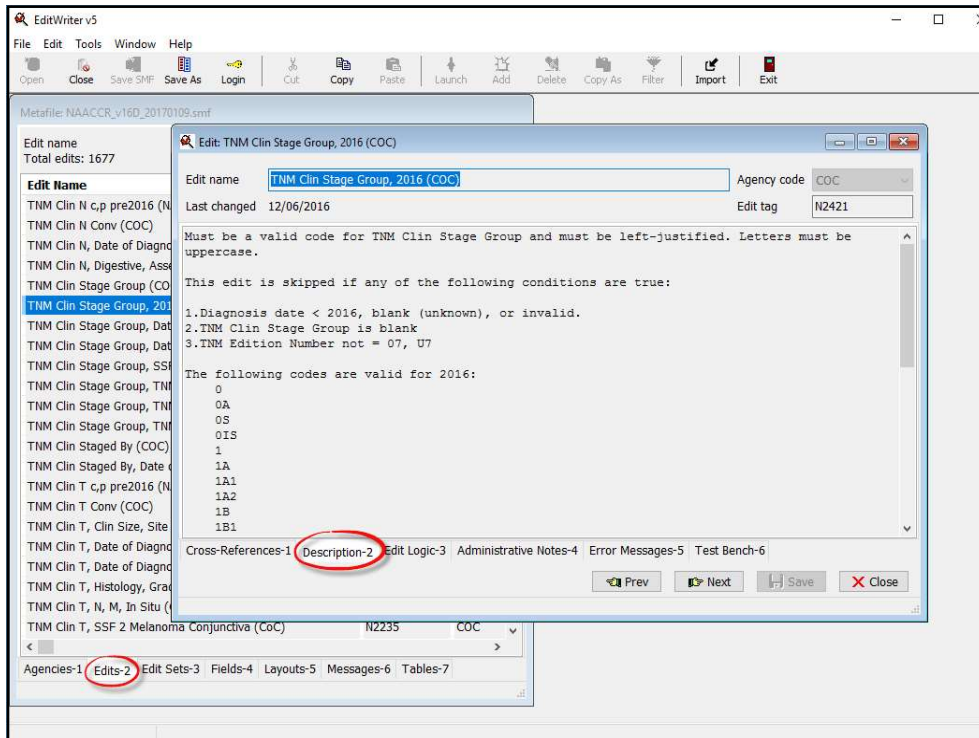 EditWriter v5
File Edit Tools Window Help
Open Close Save SMF Save As Login Cut Copy Paste Launch Add Delete Copy As Filter Import Exit
Metafile: NAACCR_v16D_20170109.smf
Edit name
Total edits: 1677
Edit Name
TNM Clin N c,p pre2016 (N
TNM Clin N Conv (COC)
TNM Clin N, Date of Diagno
TNM Clin N, Digestive, Asse
TNM Clin Stage Group (CO
TNM Clin Stage Group, 201
TNM Clin Stage Group, Dat
TNM Clin Stage Group, Dat
TNM Clin Stage Group, SSF
TNM Clin Stage Group, TNM
TNM Clin Stage Group, TNM
TNM Clin Stage Group, TNM
TNM Clin Staged By (COC)
TNM Clin Staged By, Date o
TNM Clin T c,p pre2016 (N
TNM Clin T Conv (COC)
TNM Clin T, Clin Size, Site
TNM Clin T, Date of Diagno
TNM Clin T, Date of Diagno
TNM Clin T, Histology, Grad
TNM Clin T, N, M, In Situ (
TNM Clin T, SSF 2 Melanoma Conjunctiva (CoC) N2235 COC
Agencies-1 Edits-2 Edit Sets-3 Fields-4 Layouts-5 Messages-6 Tables-7
Edit: TNM Clin Stage Group, 2016 (COC)
Edit name TNM Clin Stage Group, 2016 (COC) Agency code COC
Last changed 12/06/2016 Edit tag N2421
Must be a valid code for TNM Clin Stage Group and must be left-justified. Letters must be
uppercase.
This edit is skipped if any of the following conditions are true:
1.Diagnosis date < 2016, blank (unknown), or invalid.
2.TNM Clin Stage Group is blank
3.TNM Edition Number not = 07, U7
The following codes are valid for 2016:
0
0A
0S
0IS
1
1A
1A1
1A2
1B
1B1
Cross-References-1 Description-2 Edit Logic-3 Administrative Notes-4 Error Messages-5 Test Bench-6
Prev Next Save Close